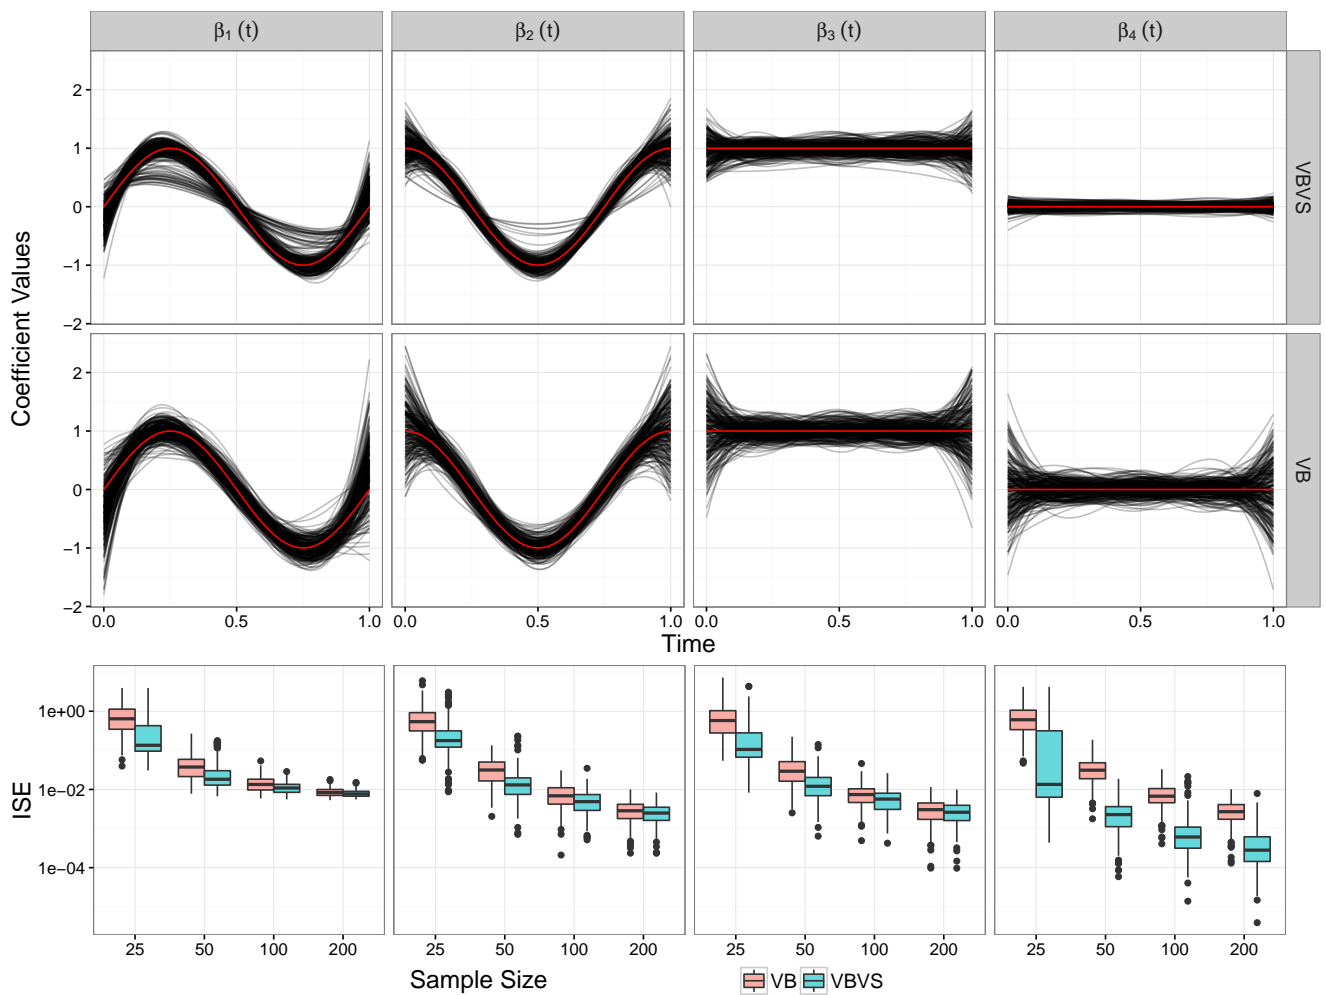 β₁ (t) β₂ (t) β₃ (t) β₄ (t)
Coefficient Values
2
1
0
−1
−2
VBVS
2
1
0
−1
−2
VB
0.0 0.5 1.0 0.0 0.5 1.0 0.0 0.5 1.0 0.0 0.5 1.0
Time
ISE
1e+00
1e−02
1e−04
25 50 100 200 25 50 100 200 25 50 100 200 25 50 100 200
Sample Size
VB VBVS